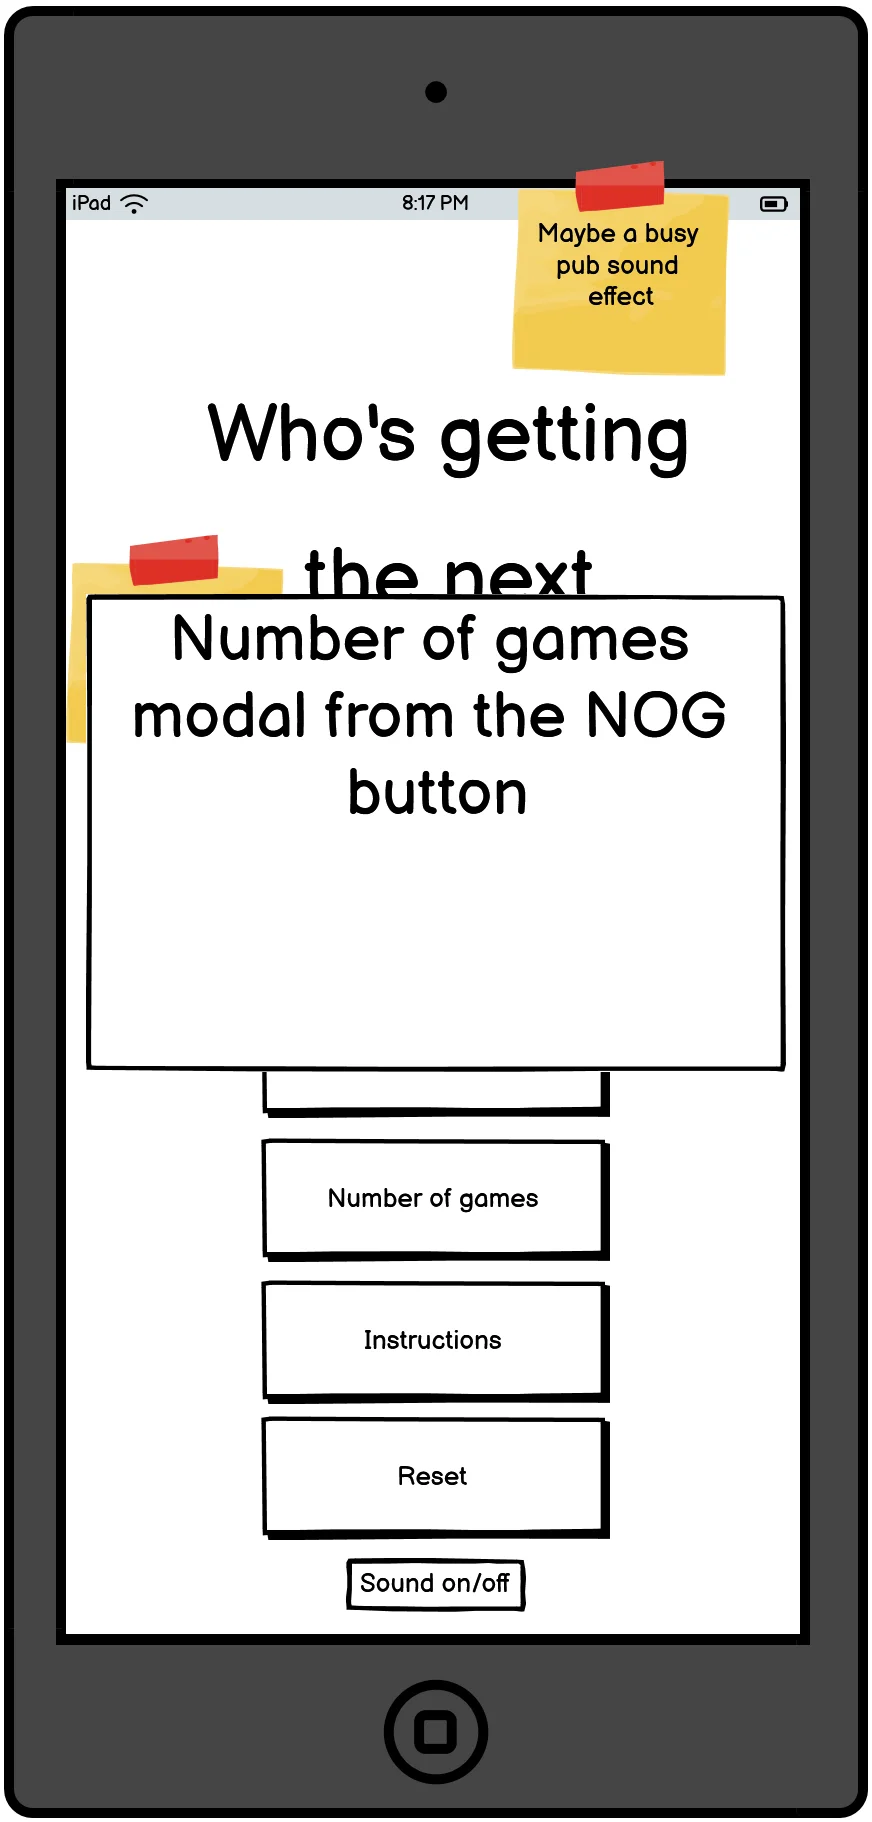 iPad 8:17 PM
Maybe a busy
pub sound
effect
Who's getting
the next
Number of games
modal from the NOG
button
Number of games
Instructions
Reset
Sound on/off